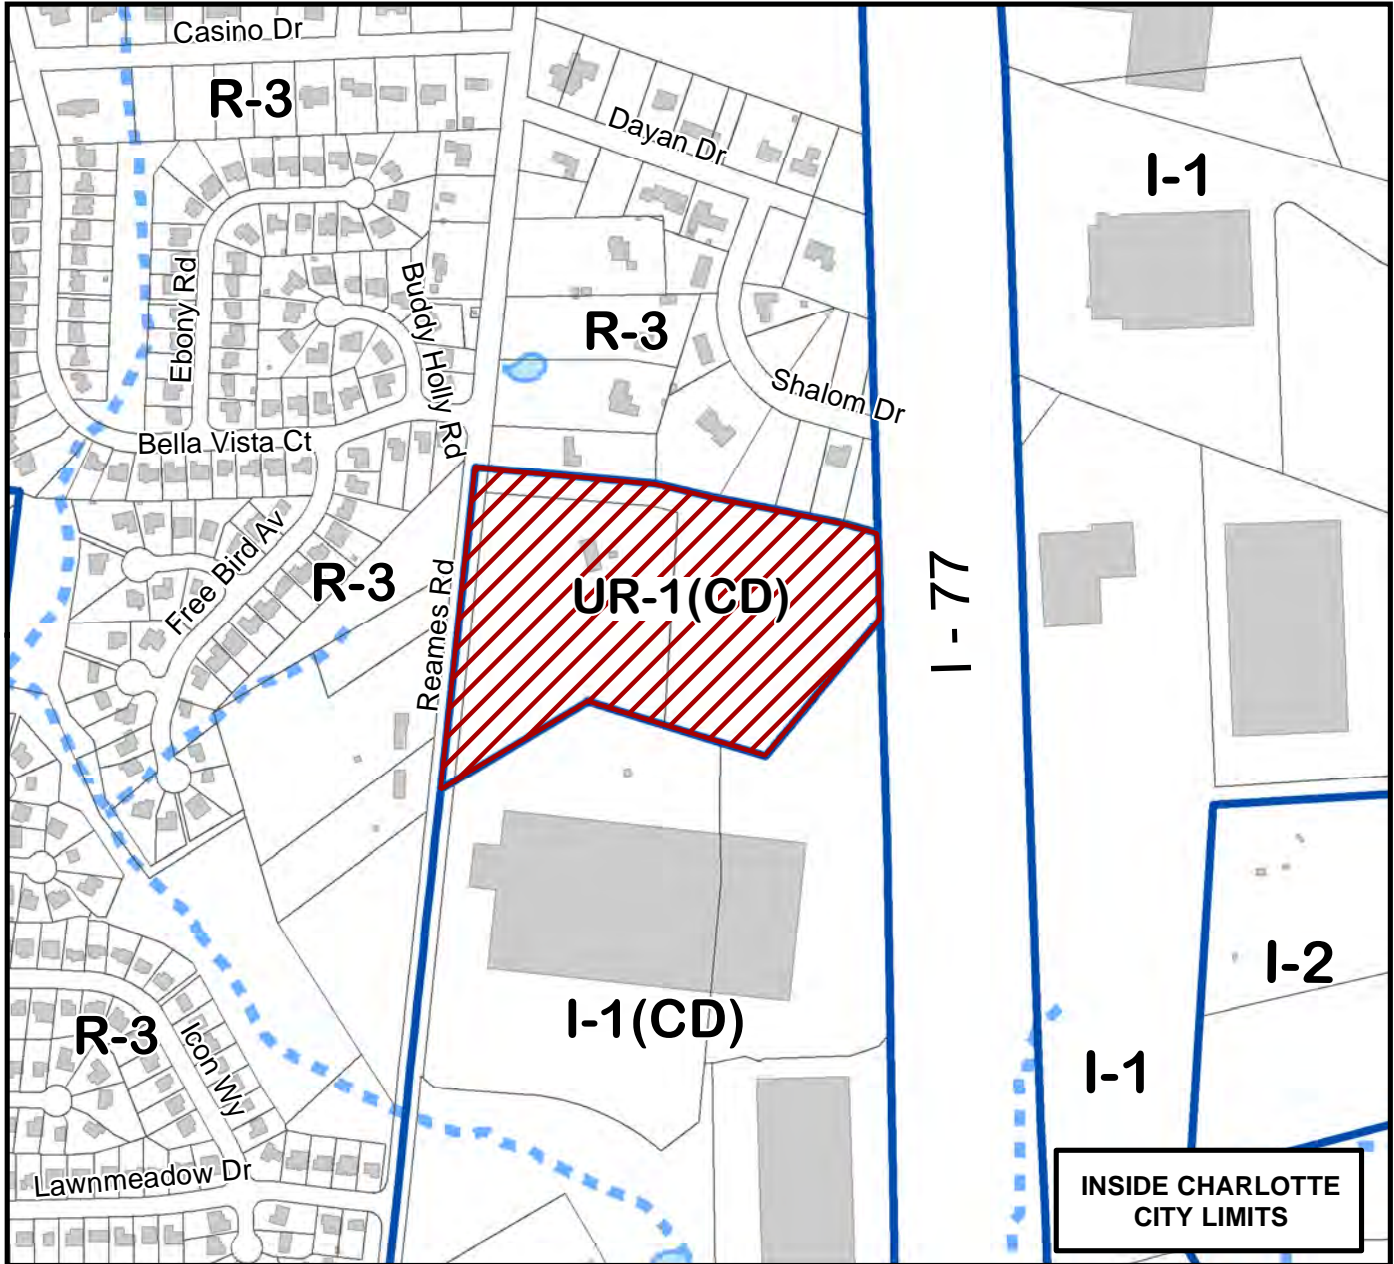 Casino Dr
R-3
Dayan Dr
I-1
Ebony Rd
Buddy Holly Rd
R-3
Shalom Dr
Bella Vista Ct
Free Bird Av
R-3
Reames Rd
UR-1(CD)
I - 77
I-2
I-1(CD)
R-3
Icon Wy
I-1
Lawnmeadow Dr
INSIDE CHARLOTTE
CITY LIMITS